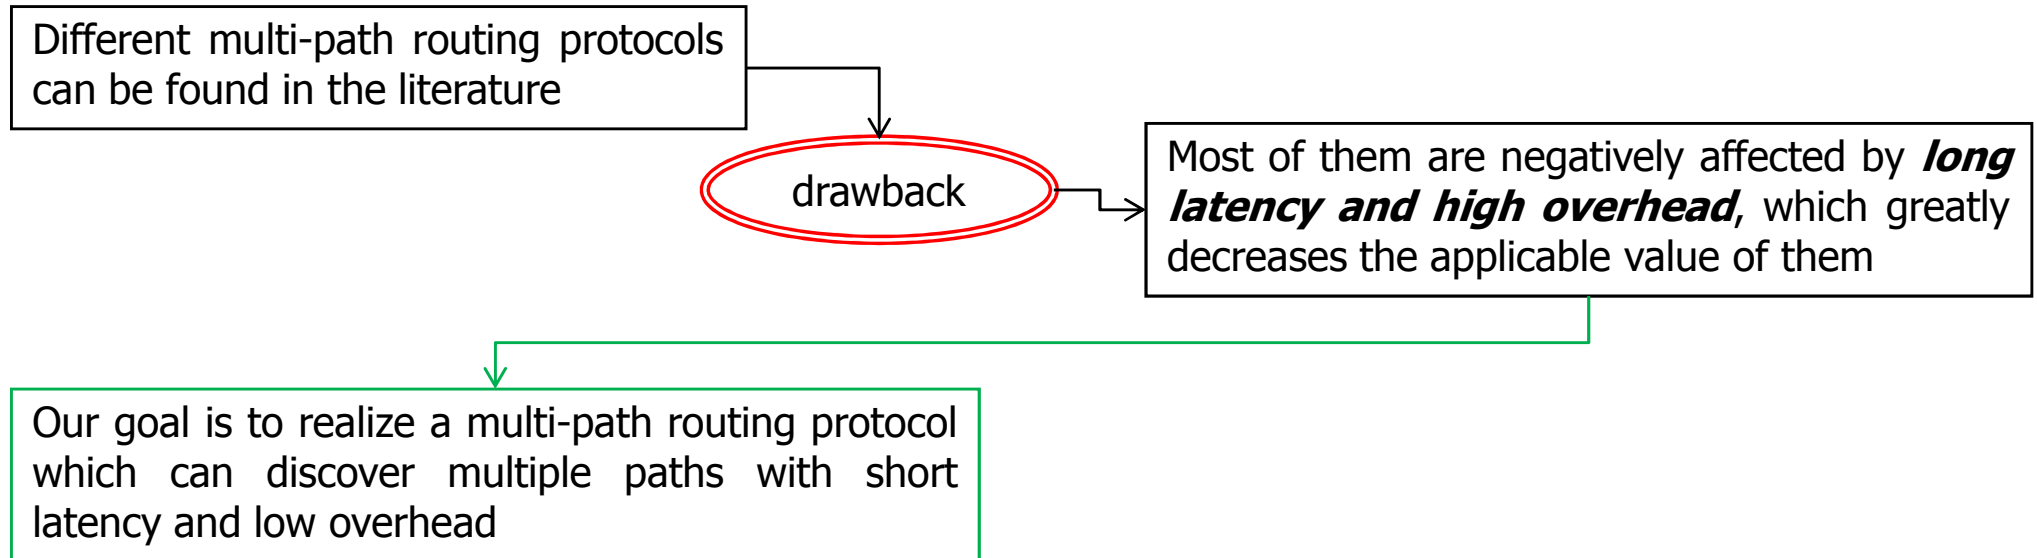 Different multi-path routing protocols
can be found in the literature
drawback
Most of them are negatively affected by long
latency and high overhead, which greatly
decreases the applicable value of them
Our goal is to realize a multi-path routing protocol
which can discover multiple paths with short
latency and low overhead